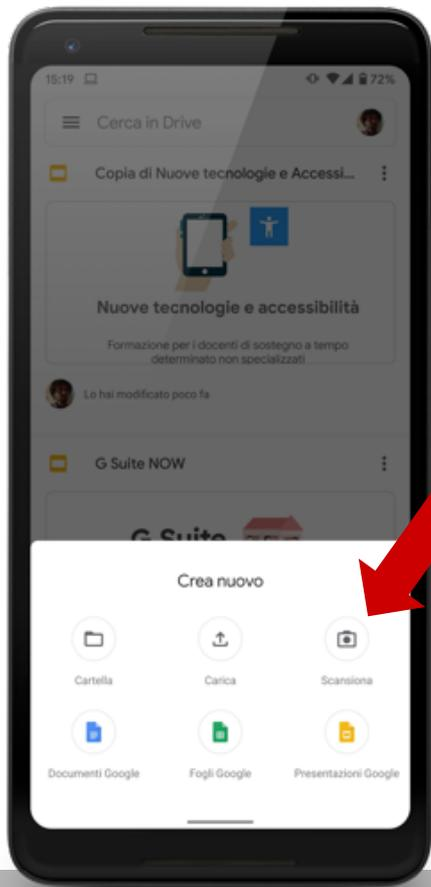 15:19
72%
Cerca in Drive
Copia di Nuove tecnologie e Accessi...
Nuove tecnologie e accessibilità
Formazione per i docenti di sostegno a tempo
determinato non specializzati
Lo hai modificato poco fa
G Suite NOW
G Suite
Crea nuovo
Cartella
Carica
Scansiona
Documenti Google
Fogli Google
Presentazioni Google